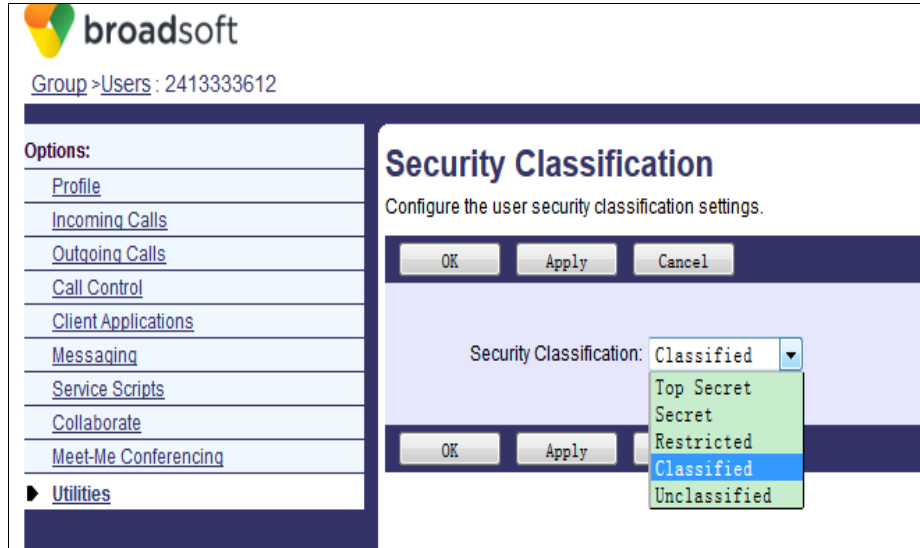 broadsoft
Group >Users : 2413333612
Options:
Profile
Incoming Calls
Outgoing Calls
Call Control
Client Applications
Messaging
Service Scripts
Collaborate
Meet-Me Conferencing
Utilities
Security Classification
Configure the user security classification settings.
OK Apply Cancel
Security Classification: Classified
Top Secret
Secret
Restricted
Classified
Unclassified
OK Apply